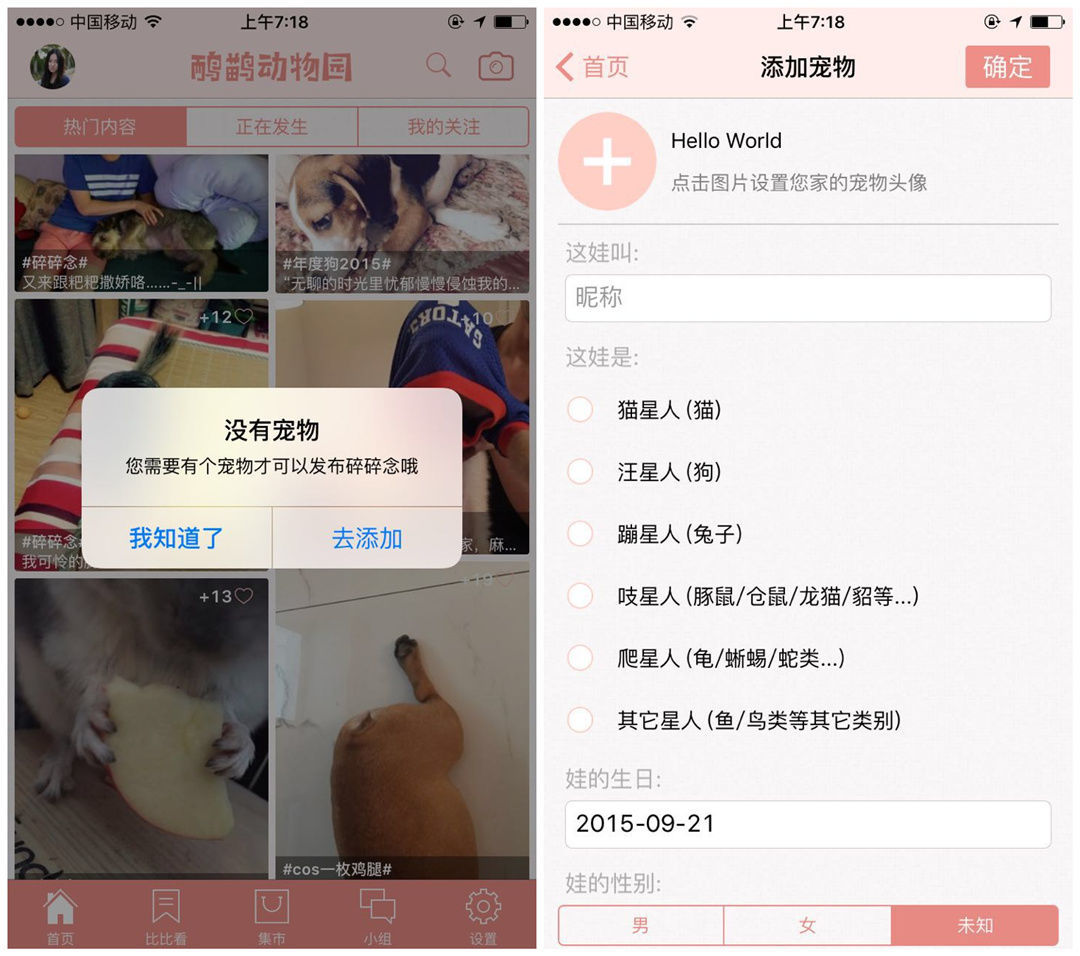 中国移动
上午7:18
鸸鹋动物园
热门内容
正在发生
我的关注
#碎碎念#
又来跟粑粑撒娇咯......-_-||
#年度狗2015#
“无聊的时光里忧郁慢慢侵蚀我的...
+12
10
GATORS
没有宠物
您需要有个宠物才可以发布碎碎念哦
我知道了
去添加
#碎碎念
我可怜的
家，麻...
+13
#cos一枚鸡腿#
首页
比比看
集市
小组
设置
中国移动
上午7:18
首页
添加宠物
确定
Hello World
点击图片设置您家的宠物头像
这娃叫:
昵称
这娃是:
猫星人 (猫)
汪星人 (狗)
蹦星人 (兔子)
吱星人 (豚鼠/仓鼠/龙猫/貂等...)
爬星人 (龟/蜥蜴/蛇类...)
其它星人 (鱼/鸟类等其它类别)
娃的生日:
2015-09-21
娃的性别:
男
女
未知